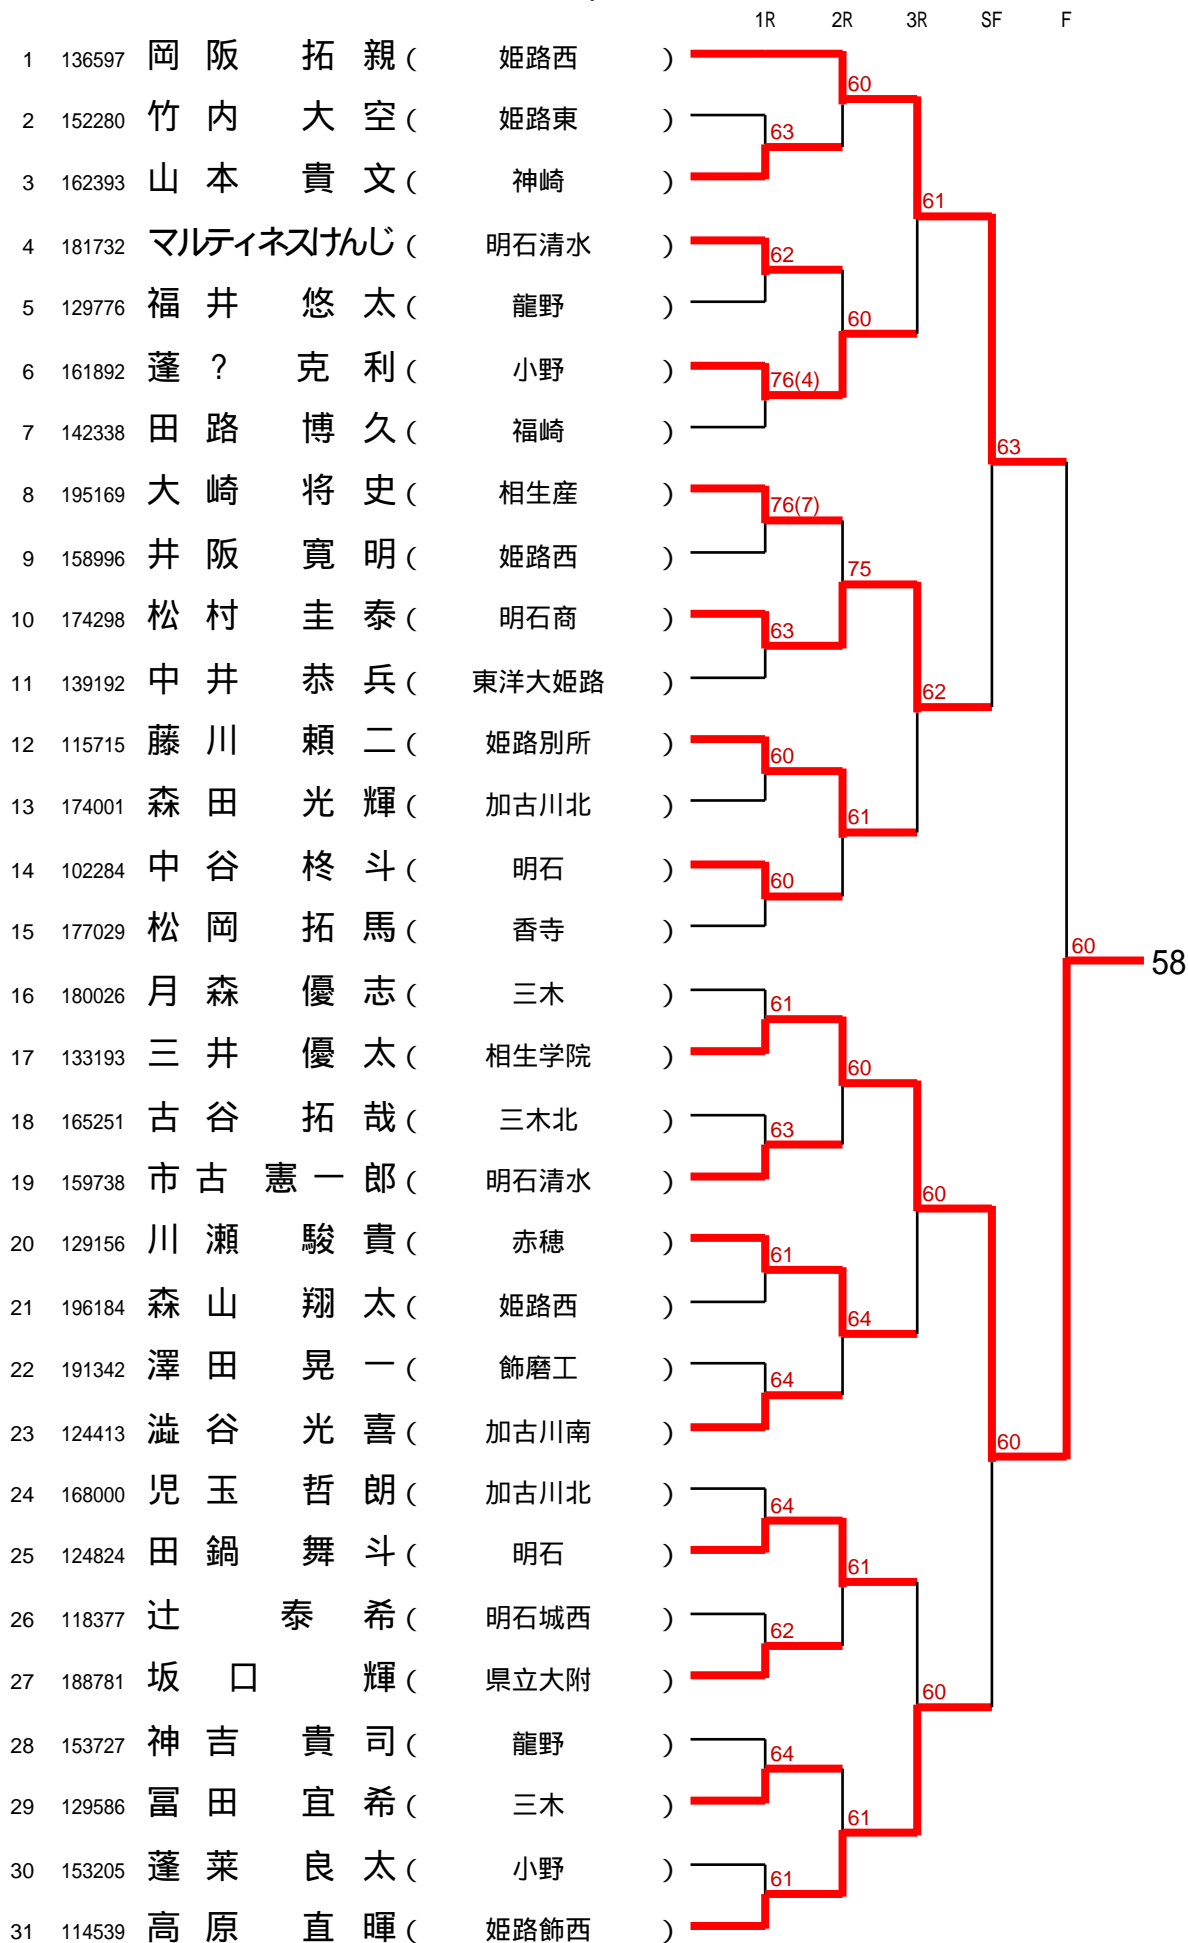 1R 2R 3R SF F
1 136597 岡 阪 拓 親 ( 姫路西 )
60
2 152280 竹 内 大 空 ( 姫路東 )
63
3 162393 山 本 貴 文 ( 神崎 )
61
4 181732 マルティネスけんじ ( 明石清水 )
62
5 129776 福 井 悠 太 ( 龍野 )
60
6 161892 蓬 ? 克 利 ( 小野 )
76(4)
7 142338 田 路 博 久 ( 福崎 )
63
8 195169 大 崎 将 史 ( 相生産 )
76(7)
9 158996 井 阪 寛 明 ( 姫路西 )
75
10 174298 松 村 圭 泰 ( 明石商 )
63
11 139192 中 井 恭 兵 ( 東洋大姫路 )
62
12 115715 藤 川 頼 二 ( 姫路別所 )
60
13 174001 森 田 光 輝 ( 加古川北 )
61
14 102284 中 谷 柊 斗 ( 明石 )
60
15 177029 松 岡 拓 馬 ( 香寺 )
60
58
16 180026 月 森 優 志 ( 三木 )
61
17 133193 三 井 優 太 ( 相生学院 )
60
18 165251 古 谷 拓 哉 ( 三木北 )
63
19 159738 市 古 憲 一 郎 ( 明石清水 )
60
20 129156 川 瀬 駿 貴 ( 赤穂 )
61
21 196184 森 山 翔 太 ( 姫路西 )
64
22 191342 澤 田 晃 一 ( 飾磨工 )
64
23 124413 澁 谷 光 喜 ( 加古川南 )
60
24 168000 児 玉 哲 朗 ( 加古川北 )
64
25 124824 田 鍋 舞 斗 ( 明石 )
61
26 118377 辻 泰 希 ( 明石城西 )
62
27 188781 坂 口 輝 ( 県立大附 )
60
28 153727 神 吉 貴 司 ( 龍野 )
64
29 129586 冨 田 宜 希 ( 三木 )
61
30 153205 蓬 莱 良 太 ( 小野 )
61
31 114539 高 原 直 暉 ( 姫路飾西 )